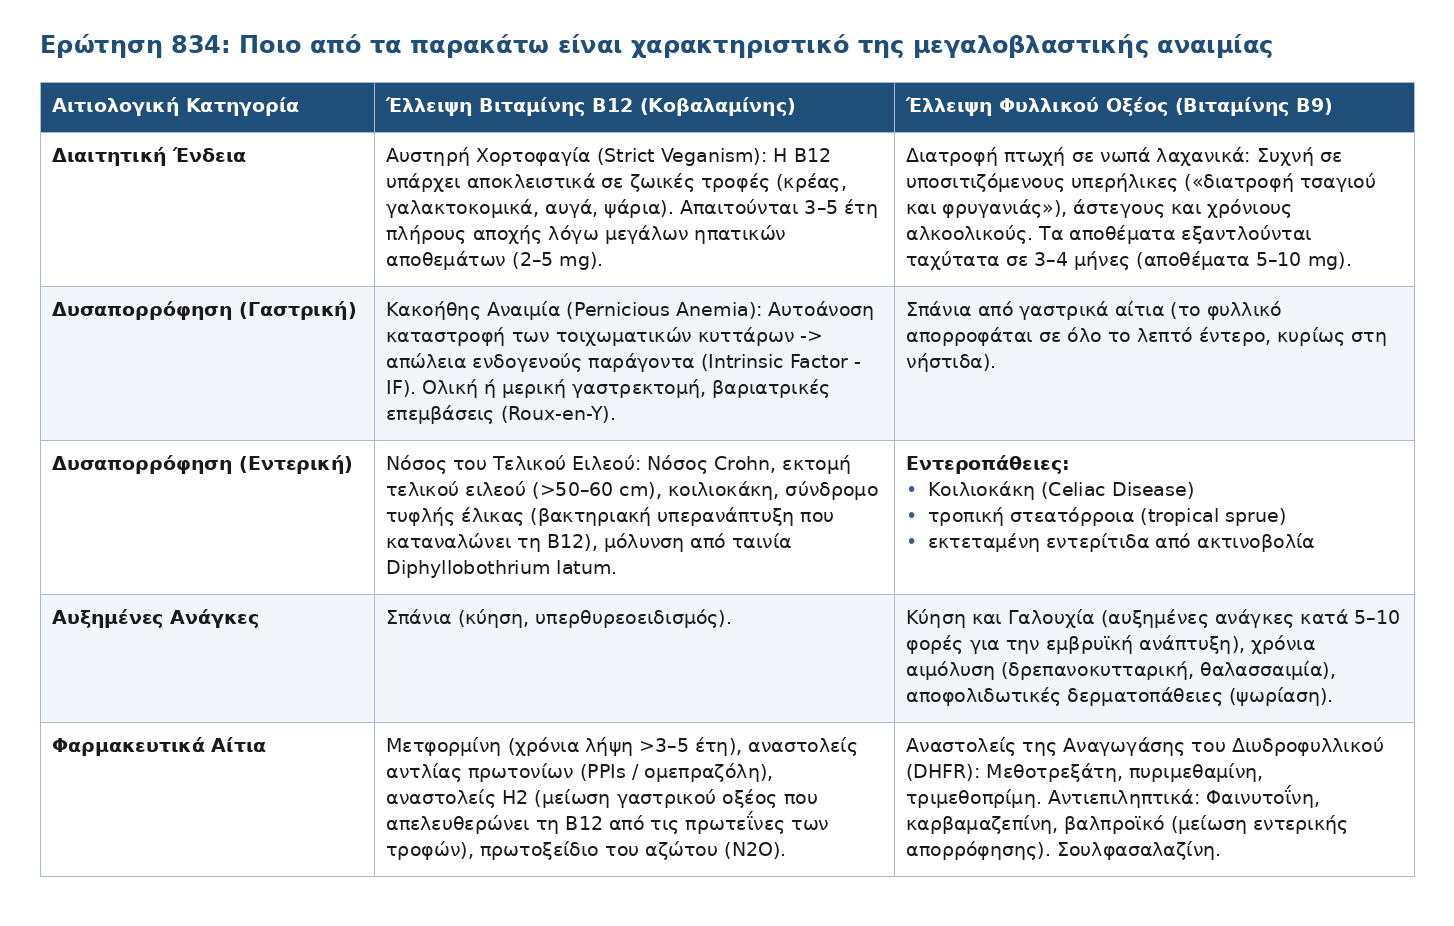 Ερώτηση 834: Ποιο από τα παρακάτω είναι χαρακτηριστικό της μεγαλοβλαστικής αναιμίας
Αιτιολογική Κατηγορία
Έλλειψη Βιταμίνης B12 (Κοβαλαμίνης)
Έλλειψη Φυλλικού Οξέος (Βιταμίνης B9)
Διαιτητική Ένδεια
Αυστηρή Χορτοφαγία (Strict Veganism): Η B12
υπάρχει αποκλειστικά σε ζωικές τροφές (κρέας,
γαλακτοκομικά, αυγά, ψάρια). Απαιτούνται 3–5 έτη
πλήρους αποχής λόγω μεγάλων ηπατικών
αποθεμάτων (2–5 mg).
Διατροφή πτωχή σε νωπά λαχανικά: Συχνή σε
υποσιτιζόμενους υπερήλικες («διατροφή τσαγιού
και φρυγανιάς»), άστεγους και χρόνιους
αλκοολικούς. Τα αποθέματα εξαντλούνται
ταχύτατα σε 3–4 μήνες (αποθέματα 5–10 mg).
Δυσαπορρόφηση (Γαστρική)
Κακοήθης Αναιμία (Pernicious Anemia): Αυτοάνοση
καταστροφή των τοιχωματικών κυττάρων ->
απώλεια ενδογενούς παράγοντα (Intrinsic Factor -
IF). Ολική ή μερική γαστρεκτομή, βαριατρικές
επεμβάσεις (Roux-en-Y).
Σπάνια από γαστρικά αίτια (το φυλλικό
απορροφάται σε όλο το λεπτό έντερο, κυρίως στη
νήστιδα).
Δυσαπορρόφηση (Εντερική)
Νόσος του Τελικού Ειλεού: Νόσος Crohn, εκτομή
τελικού ειλεού (>50–60 cm), κοιλιοκάκη, σύνδρομο
τυφλής έλικας (βακτηριακή υπερανάπτυξη που
καταναλώνει τη B12), μόλυνση από ταινία
Diphyllobothrium latum.
Εντεροπάθειες:
• Κοιλιοκάκη (Celiac Disease)
• τροπική στεατόρροια (tropical sprue)
• εκτεταμένη εντερίτιδα από ακτινοβολία
Αυξημένες Ανάγκες
Σπάνια (κύηση, υπερθυρεοειδισμός).
Κύηση και Γαλουχία (αυξημένες ανάγκες κατά 5–10
φορές για την εμβρυϊκή ανάπτυξη), χρόνια
αιμόλυση (δρεπανοκυτταρική, θαλασσαιμία),
αποφολιδωτικές δερματοπάθειες (ψωρίαση).
Φαρμακευτικά Αίτια
Μετφορμίνη (χρόνια λήψη >3–5 έτη), αναστολείς
αντλίας πρωτονίων (PPIs / ομεπραζόλη),
αναστολείς H2 (μείωση γαστρικού οξέος που
απελευθερώνει τη B12 από τις πρωτεΐνες των
τροφών), πρωτοξείδιο του αζώτου (N2O).
Αναστολείς της Αναγωγάσης του Διυδροφυλλικού
(DHFR): Μεθοτρεξάτη, πυριμεθαμίνη,
τριμεθοπρίμη. Αντιεπιληπτικά: Φαινυτοΐνη,
καρβαμαζεπίνη, βαλπροϊκό (μείωση εντερικής
απορρόφησης). Σουλφασαλαζίνη.